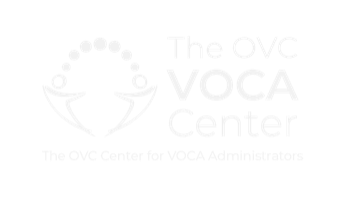 The OVC
VOCA
Center
The OVC Center for VOCA Administrators